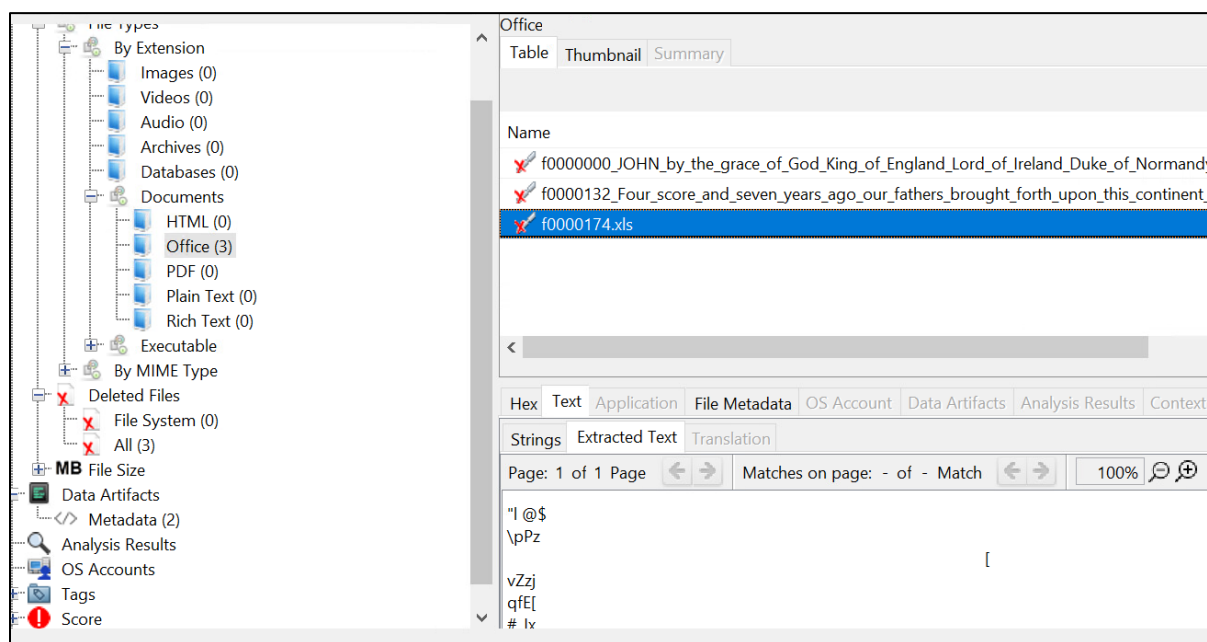 File Types
By Extension
Images (0)
Videos (0)
Audio (0)
Archives (0)
Databases (0)
Documents
HTML (0)
Office (3)
PDF (0)
Plain Text (0)
Rich Text (0)
Executable
By MIME Type
Deleted Files
File System (0)
All (3)
MB File Size
Data Artifacts
Metadata (2)
Analysis Results
OS Accounts
Tags
Score
Office
Table Thumbnail Summary
Name
f0000000_JOHN_by_the_grace_of_God_King_of_England_Lord_of_Ireland_Duke_of_Normandy
f0000132_Four_score_and_seven_years_ago_our_fathers_brought_forth_upon_this_continent_
f0000174.xls
Hex Text Application File Metadata OS Account Data Artifacts Analysis Results Context
Strings Extracted Text Translation
Page: 1 of 1 Page Matches on page: - of - Match 100%
"l @$
\pPz
[
vZzj
qfE[